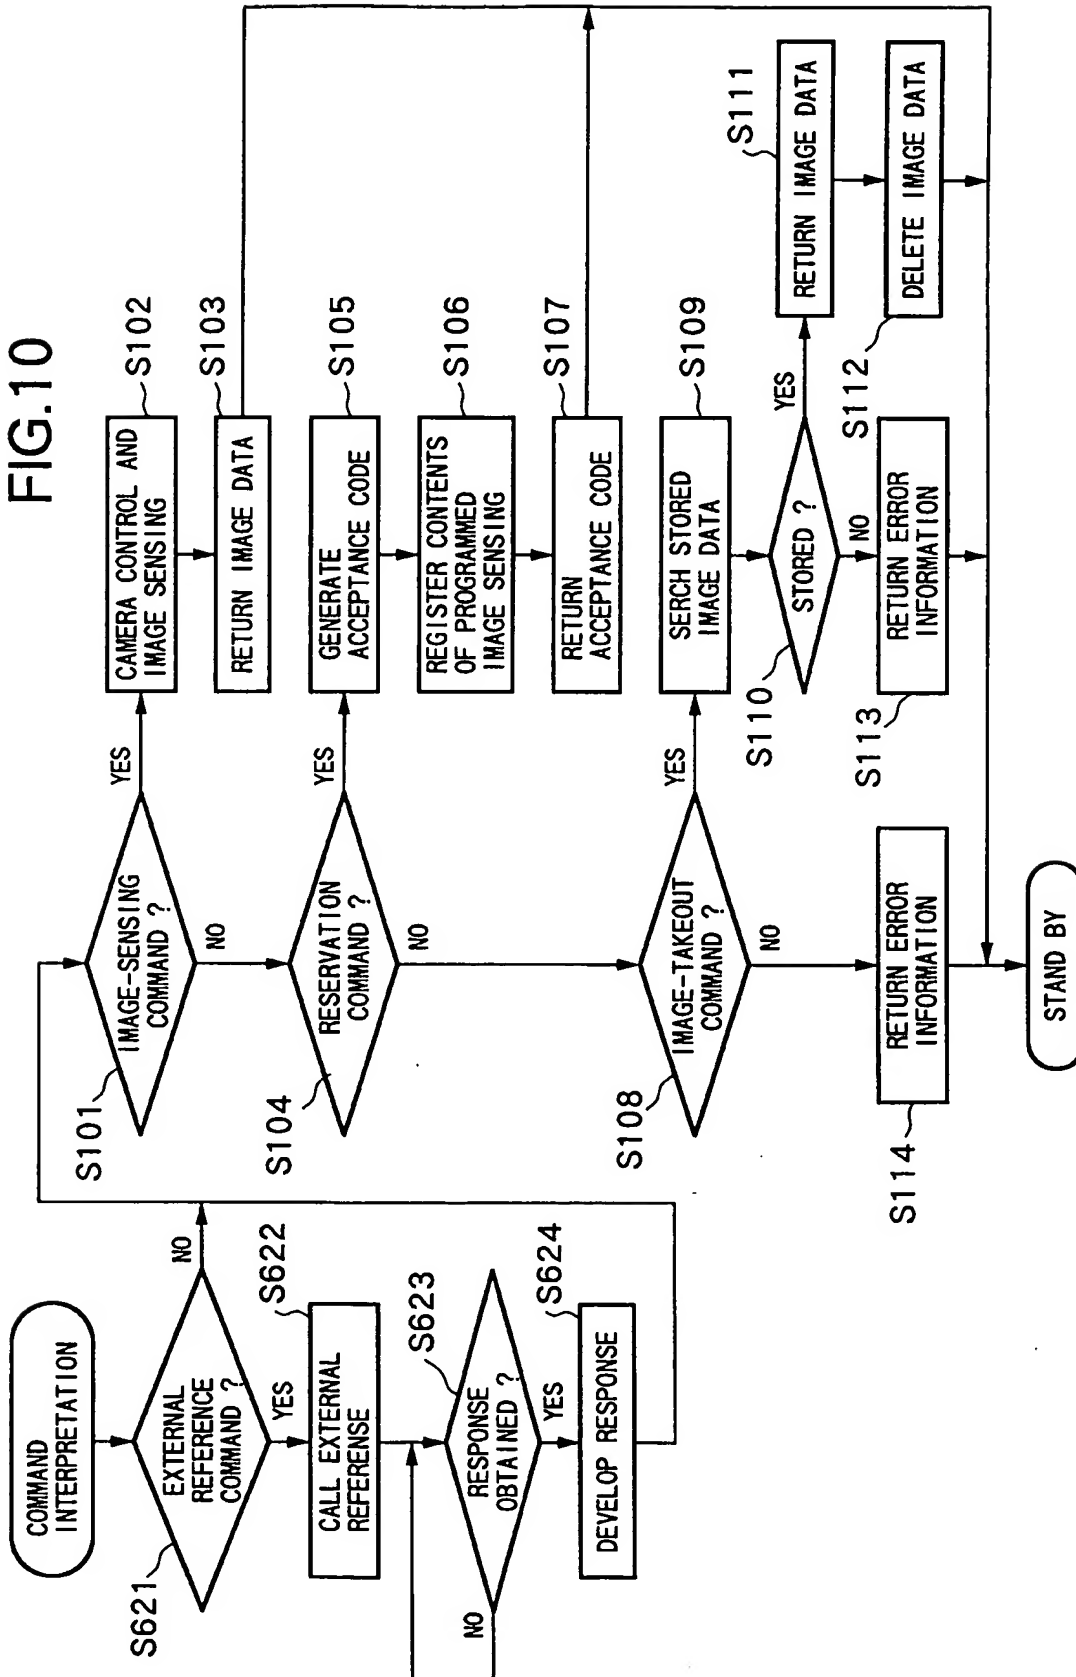 FIG.10
COMMAND
INTERPRETATION
S621
EXTERNAL
REFERENCE
COMMAND ?
NO
YES
S622
CALL EXTERNAL
REFERENSE
S623
RESPONSE
OBTAINED ?
NO
YES
S624
DEVELOP RESPONSE
S101
IMAGE-SENSING
COMMAND ?
YES
NO
S102
CAMERA CONTROL AND
IMAGE SENSING
S103
RETURN IMAGE DATA
S104
RESERVATION
COMMAND ?
YES
NO
S105
GENERATE
ACCEPTANCE CODE
S106
REGISTER CONTENTS
OF PROGRAMMED
IMAGE SENSING
S107
RETURN
ACCEPTANCE CODE
S108
IMAGE-TAKEOUT
COMMAND ?
YES
NO
S109
SERCH STORED
IMAGE DATA
S110
STORED ?
YES
NO
S111
RETURN IMAGE DATA
S112
DELETE IMAGE DATA
S113
RETURN ERROR
INFORMATION
S114
RETURN ERROR
INFORMATION
STAND BY